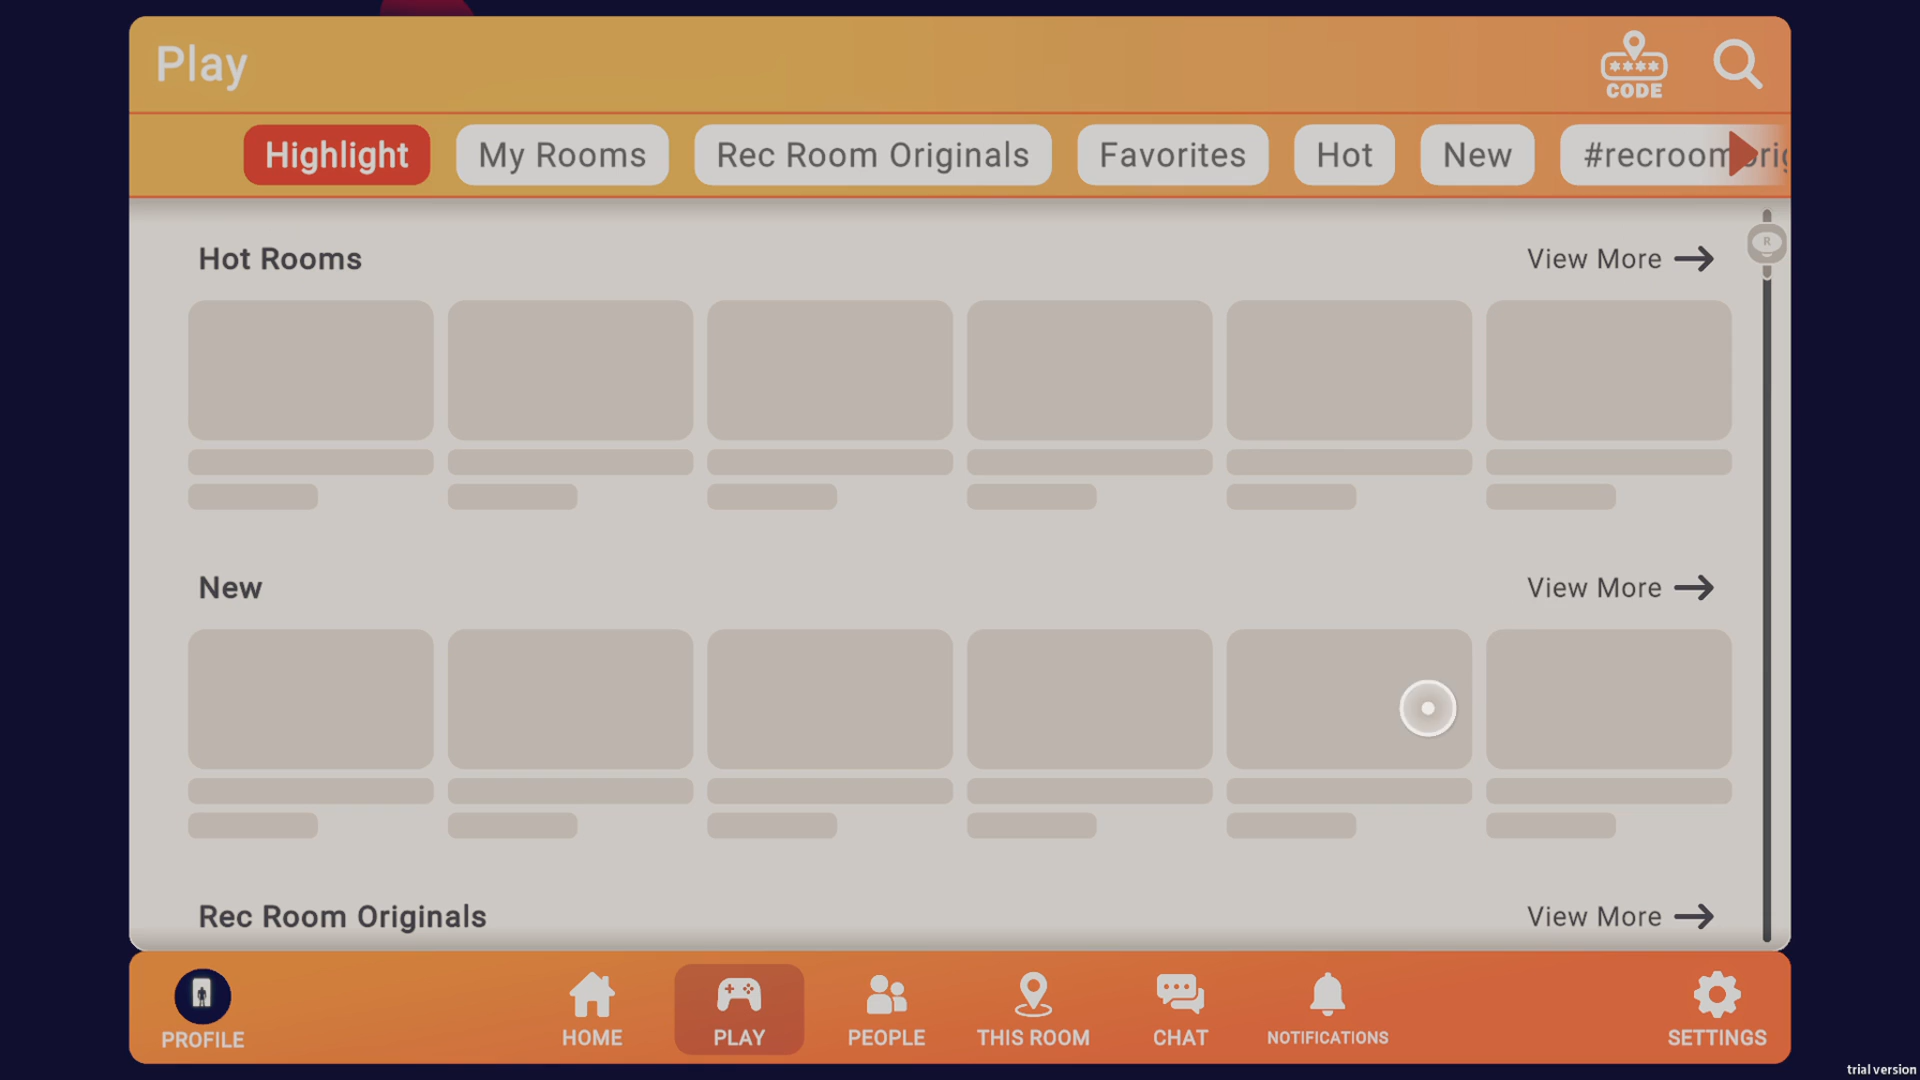 Play
****
CODE
Highlight
My Rooms
Rec Room Originals
Favorites
Hot
New
#recroomorig
Hot Rooms
View More
R
New
View More
Rec Room Originals
View More
PROFILE
HOME
PLAY
PEOPLE
THIS ROOM
CHAT
NOTIFICATIONS
SETTINGS
trial version